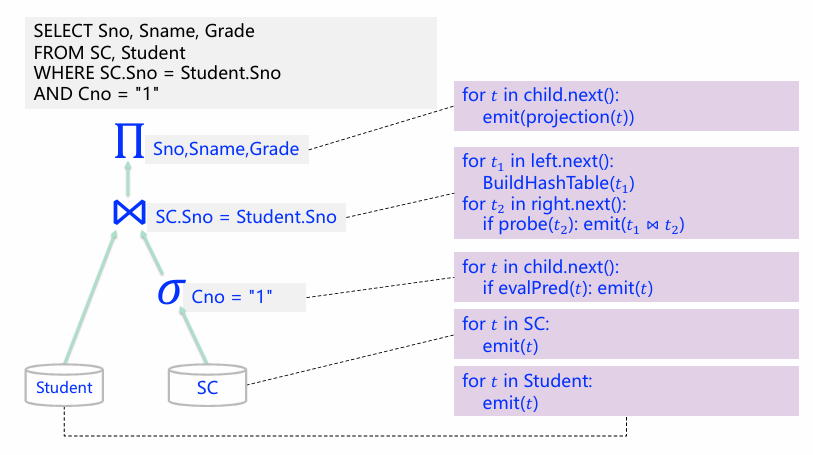 SELECT Sno, Sname, Grade
FROM SC, Student
WHERE SC.Sno = Student.Sno
AND Cno = "1"
∏ Sno,Sname,Grade
⋈ SC.Sno = Student.Sno
σ Cno = "1"
Student
SC
for t in child.next():
emit(projection(t))
for t₁ in left.next():
BuildHashTable(t₁)
for t₂ in right.next():
if probe(t₂): emit(t₁ ⋈ t₂)
for t in child.next():
if evalPred(t): emit(t)
for t in SC:
emit(t)
for t in Student:
emit(t)